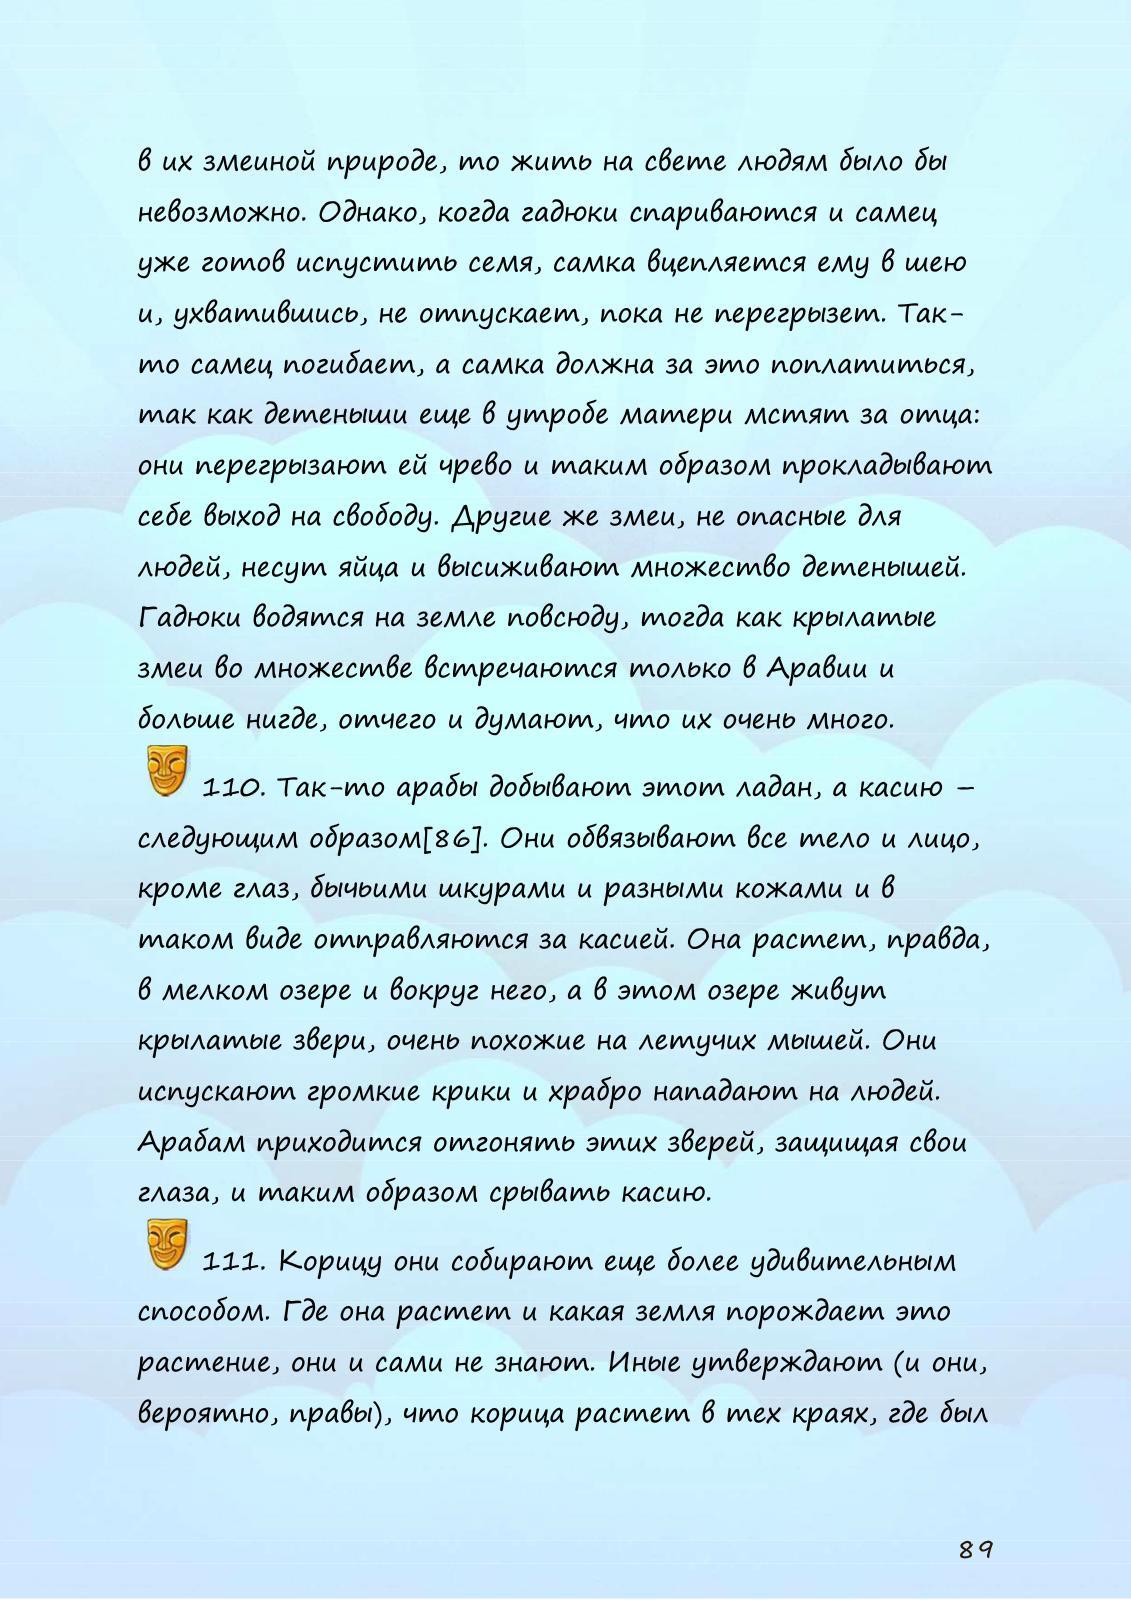 в их змеиной природе, то жить на свете людям было бы
невозможно. Однако, когда гадюки спариваются и самец
уже готов испустить семя, самка вцепляется ему в шею
и, ухватившись, не отпускает, пока не перегрызет. Так-
то самец погибает, а самка должна за это поплатиться,
так как детеныши еще в утробе матери мстят за отца:
они перегрызают ей чрево и таким образом прокладывают
себе выход на свободу. Другие же змеи, не опасные для
людей, несут яйца и высиживают множество детенышей.
Гадюки водятся на земле повсюду, тогда как крылатые
змеи во множестве встречаются только в Аравии и
больше нигде, отчего и думают, что их очень много.
110. Так-то арабы добывают этот ладан, а касию –
следующим образом[86]. Они обвязывают все тело и лицо,
кроме глаз, бычьими шкурами и разными кожами и в
таком виде отправляются за касией. Она растет, правда,
в мелком озере и вокруг него, а в этом озере живут
крылатые звери, очень похожие на летучих мышей. Они
испускают громкие крики и храбро нападают на людей.
Арабам приходится отгонять этих зверей, защищая свои
глаза, и таким образом срывать касию.
111. Корицу они собирают еще более удивительным
способом. Где она растет и какая земля порождает это
растение, они и сами не знают. Иные утверждают (и они,
вероятно, правы), что корица растет в тех краях, где был
89